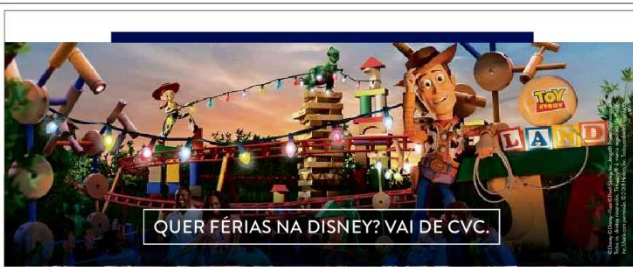 TOY
STORY
LAND
QUER FÉRIAS NA DISNEY? VAI DE CVC.